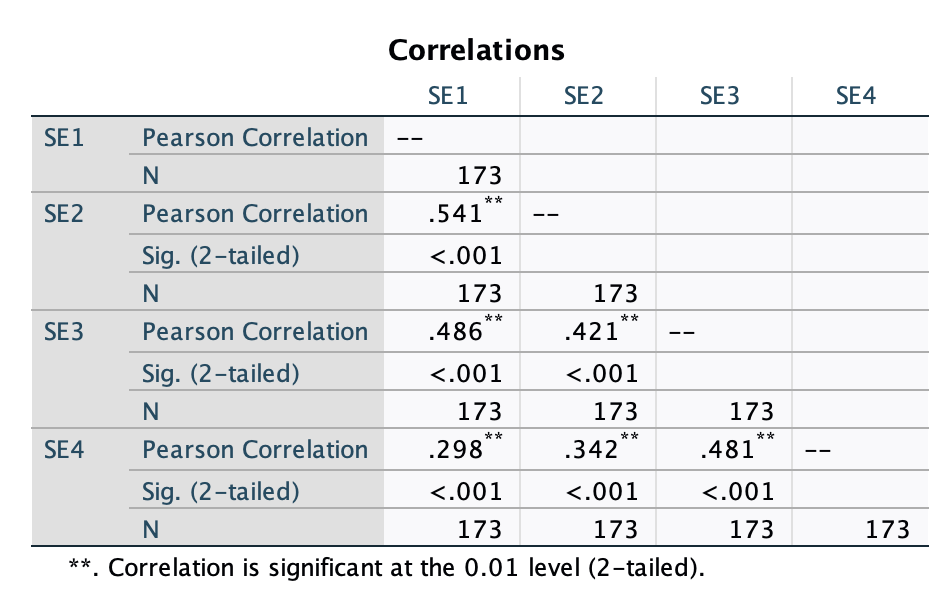 Correlations
SE1 SE2 SE3 SE4
SE1 Pearson Correlation --
N 173
SE2 Pearson Correlation .541** --
Sig. (2-tailed) <.001
N 173 173
SE3 Pearson Correlation .486** .421** --
Sig. (2-tailed) <.001 <.001
N 173 173 173
SE4 Pearson Correlation .298** .342** .481** --
Sig. (2-tailed) <.001 <.001 <.001
N 173 173 173 173
**. Correlation is significant at the 0.01 level (2-tailed).